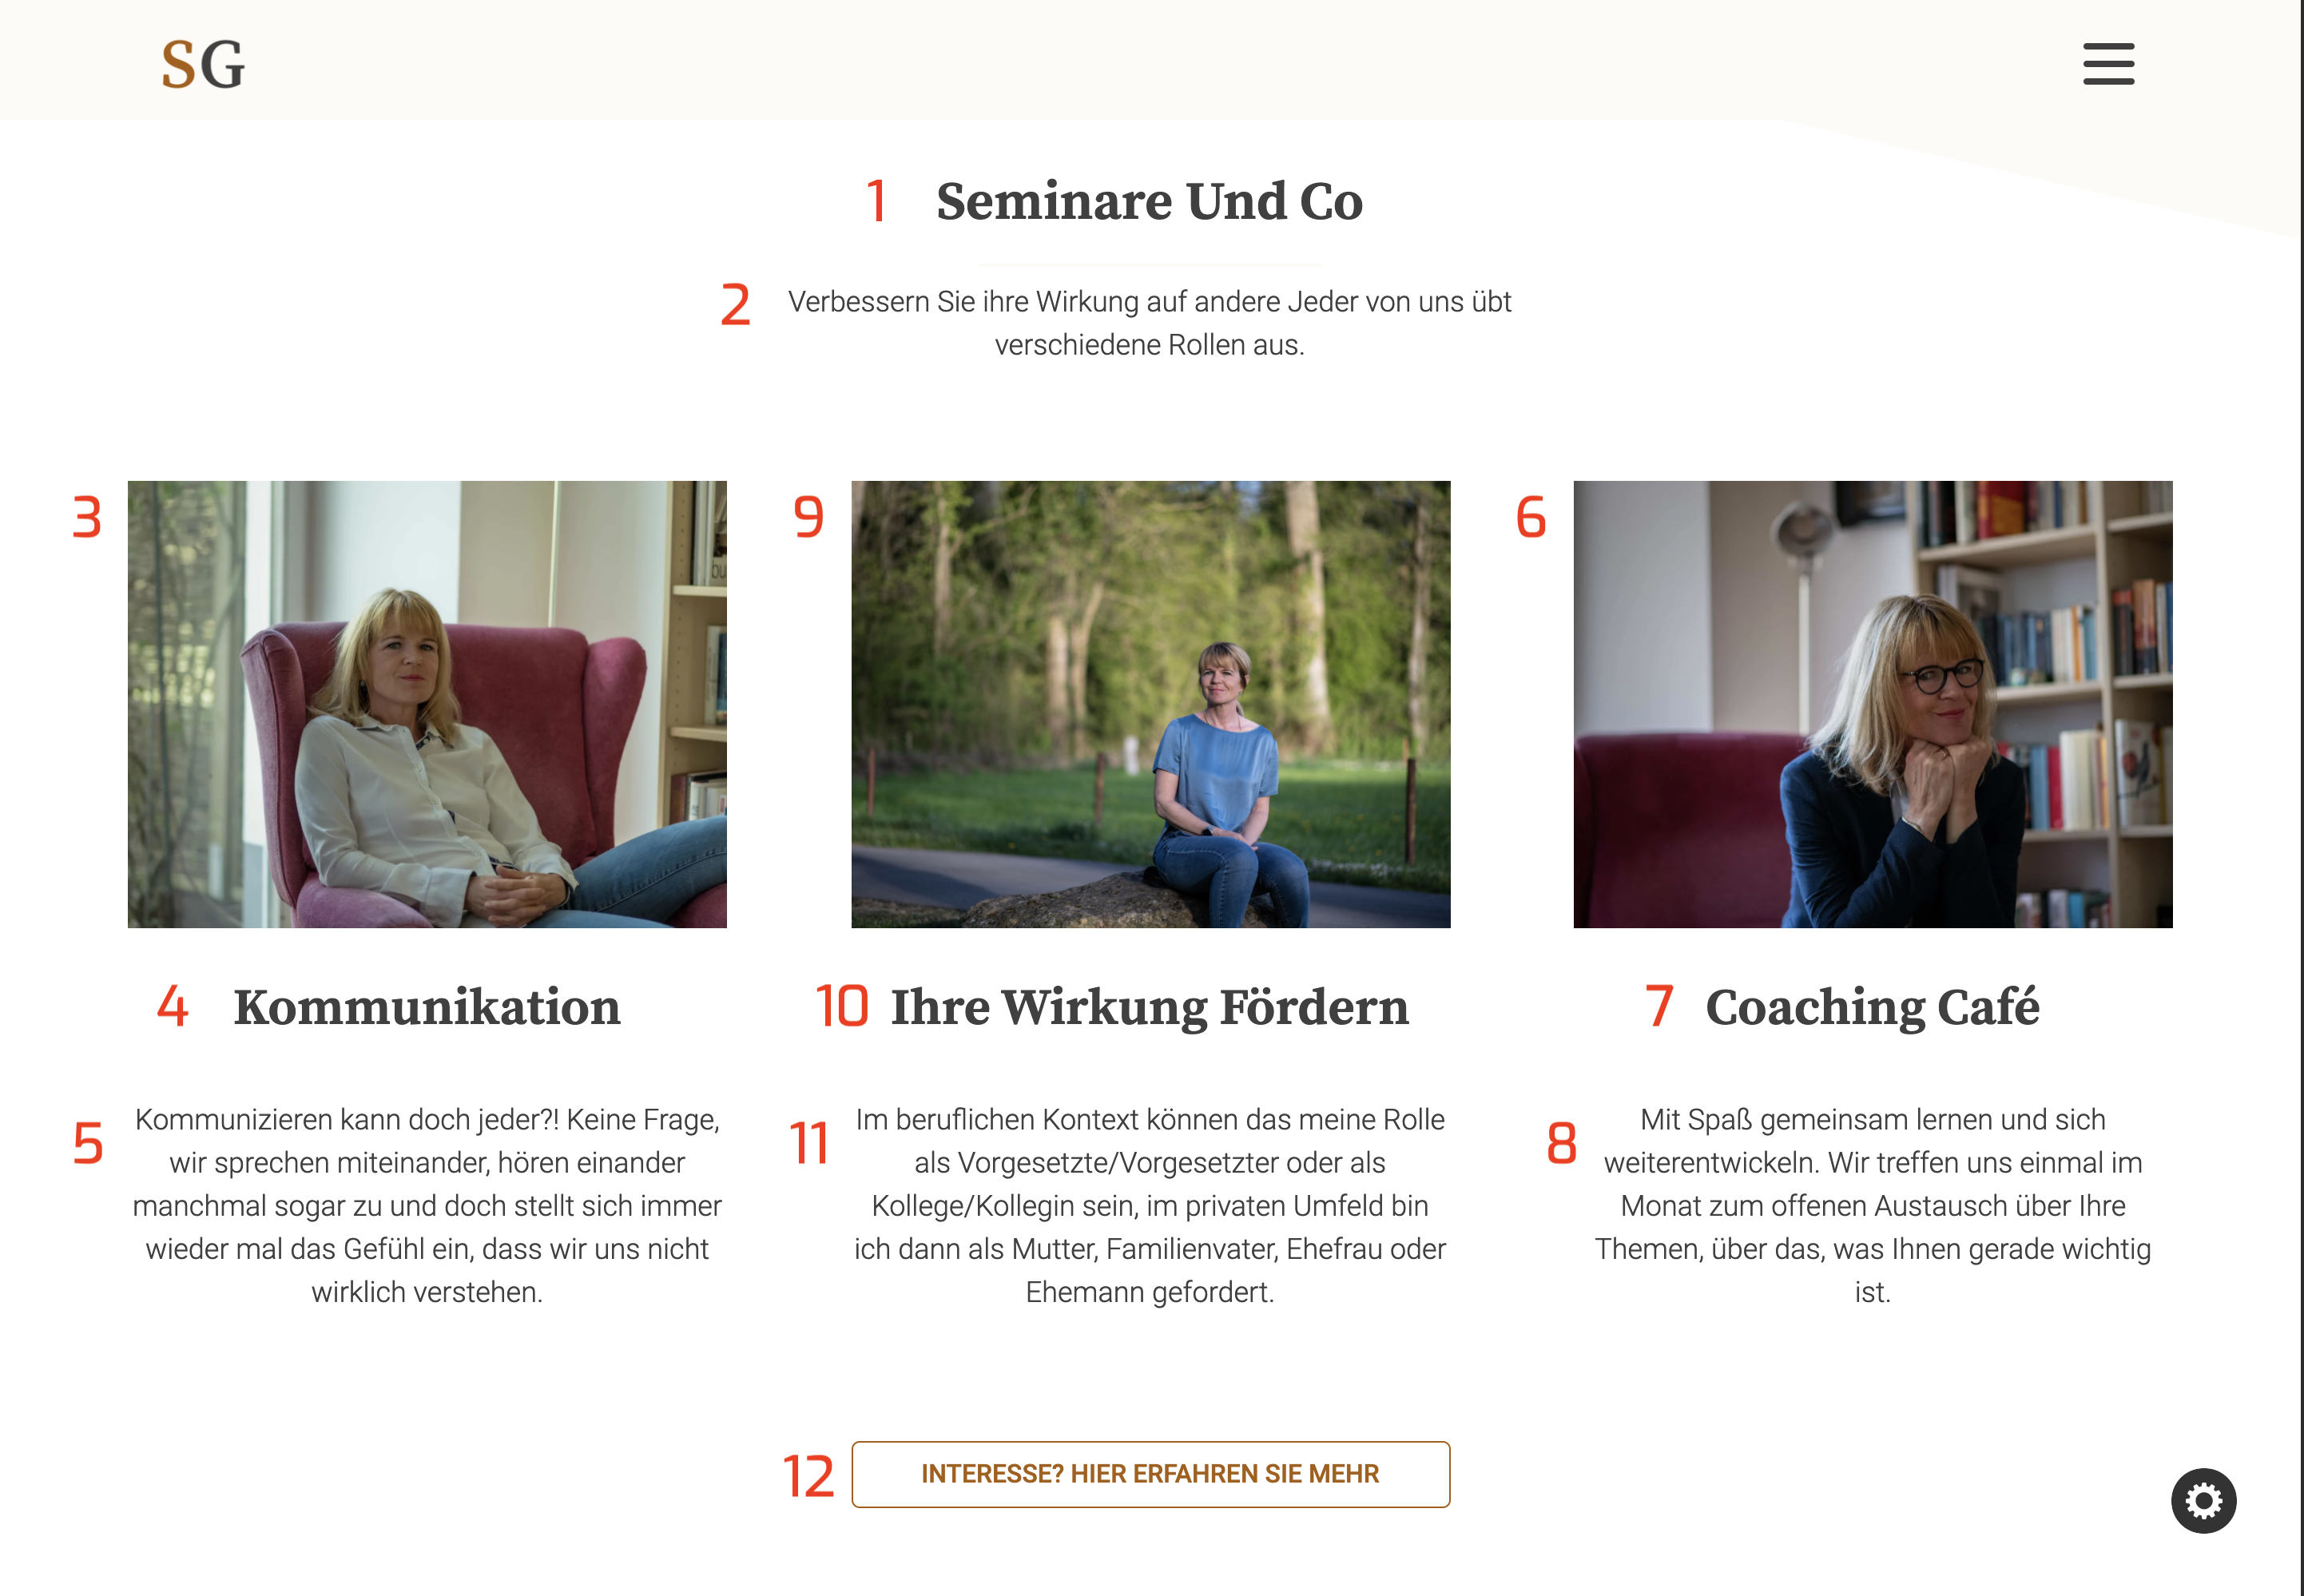 SG
1 Seminare Und Co
2 Verbessern Sie ihre Wirkung auf andere Jeder von uns übt
verschiedene Rollen aus.
3
9
6
4 Kommunikation
5 Kommunizieren kann doch jeder?! Keine Frage,
wir sprechen miteinander, hören einander
manchmal sogar zu und doch stellt sich immer
wieder mal das Gefühl ein, dass wir uns nicht
wirklich verstehen.
10 Ihre Wirkung Fördern
11 Im beruflichen Kontext können das meine Rolle
als Vorgesetzte/Vorgesetzter oder als
Kollege/Kollegin sein, im privaten Umfeld bin
ich dann als Mutter, Familienvater, Ehefrau oder
Ehemann gefordert.
7 Coaching Café
8 Mit Spaß gemeinsam lernen und sich
weiterentwickeln. Wir treffen uns einmal im
Monat zum offenen Austausch über Ihre
Themen, über das, was Ihnen gerade wichtig
ist.
12 INTERESSE? HIER ERFAHREN SIE MEHR